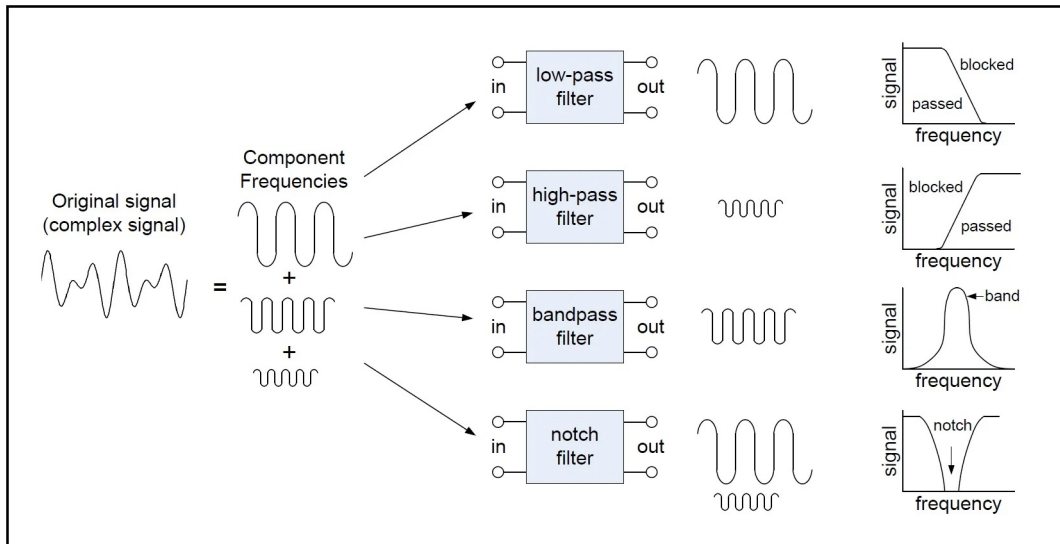 Original signal
(complex signal)
=
Component
Frequencies
+
+
in
low-pass
filter
out
signal
blocked
passed
frequency
in
high-pass
filter
out
signal
blocked
passed
frequency
in
bandpass
filter
out
signal
band
frequency
in
notch
filter
out
signal
notch
frequency